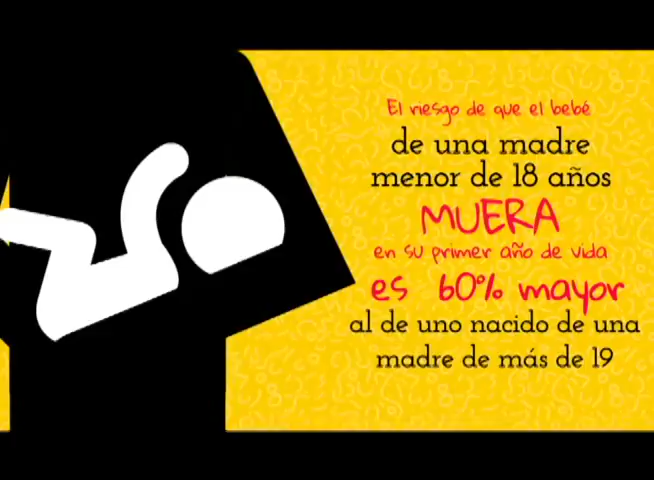 El riesgo de que el bebé
de una madre
menor de 18 años
MUERA
en su primer año de vida
es 60% mayor
al de uno nacido de una
madre de más de 19